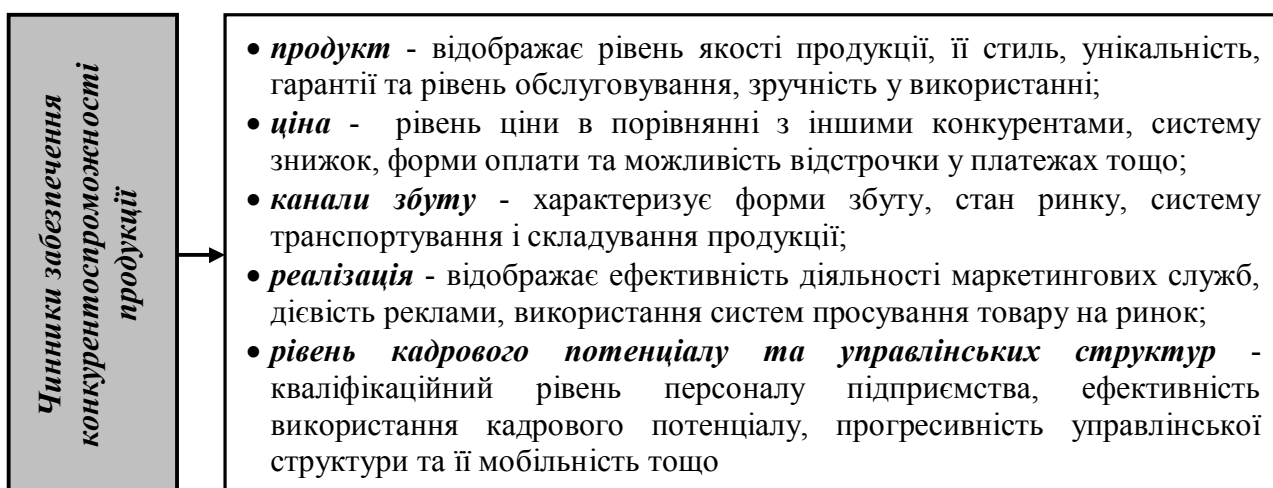 Чинники забезпечення
конкурентоспроможності
продукції
• продукт - відображає рівень якості продукції, її стиль, унікальність,
гарантії та рівень обслуговування, зручність у використанні;
• ціна - рівень ціни в порівнянні з іншими конкурентами, систему
знижок, форми оплати та можливість відстрочки у платежах тощо;
• канали збуту - характеризує форми збуту, стан ринку, систему
транспортування і складування продукції;
• реалізація - відображає ефективність діяльності маркетингових служб,
дієвість реклами, використання систем просування товару на ринок;
• рівень кадрового потенціалу та управлінських структур -
кваліфікаційний рівень персоналу підприємства, ефективність
використання кадрового потенціалу, прогресивність управлінської
структури та її мобільність тощо